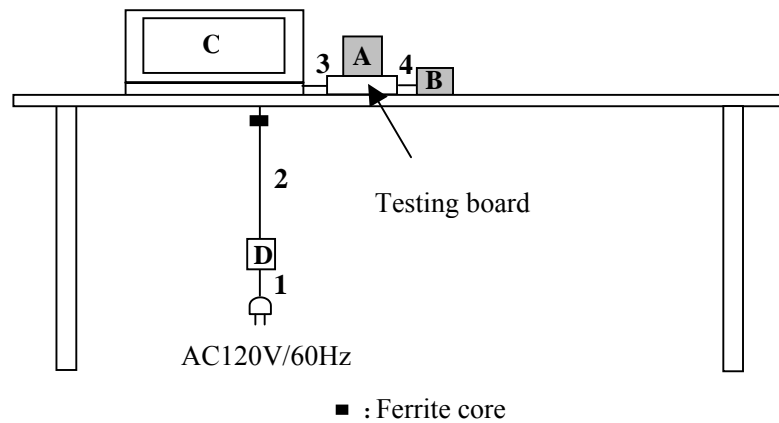 C
3
A
4
B
2
Testing board
D
1
AC120V/60Hz
: Ferrite core